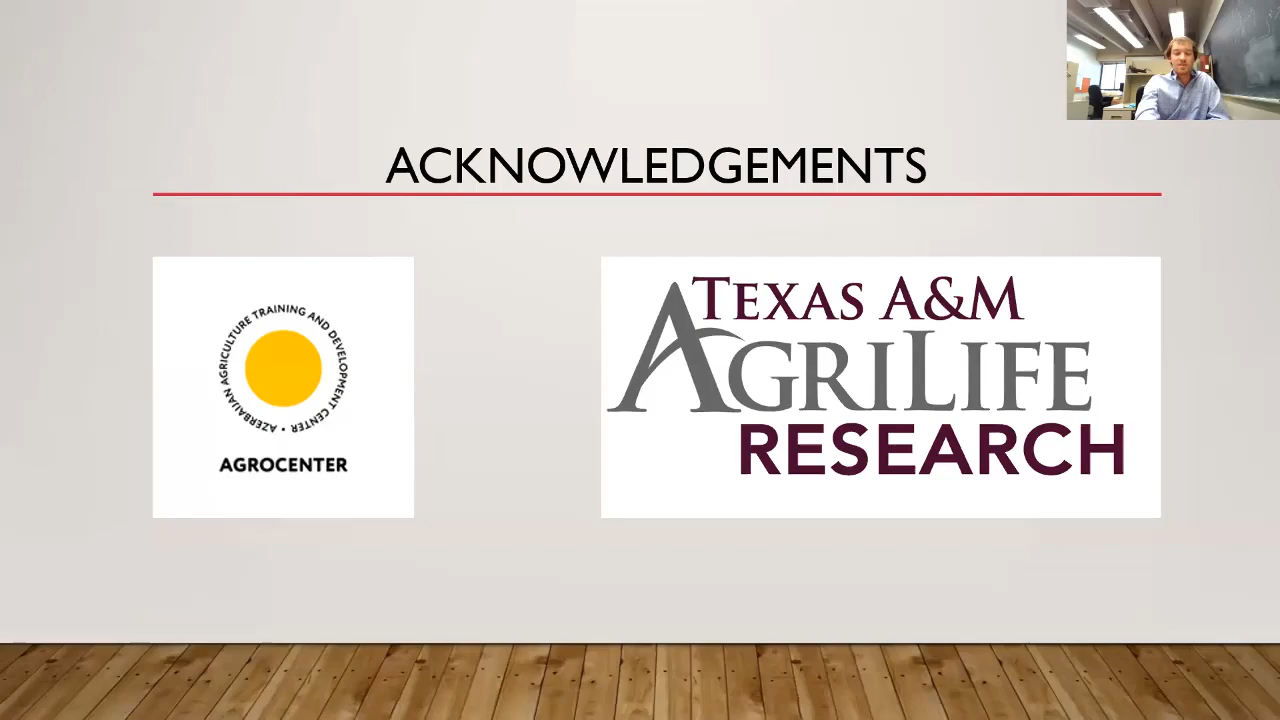 ACKNOWLEDGEMENTS
AZERBAIJAN AGRICULTURE TRAINING AND DEVELOPMENT CENTER •
AGROCENTER
TEXAS A&M
AGRILIFE
RESEARCH